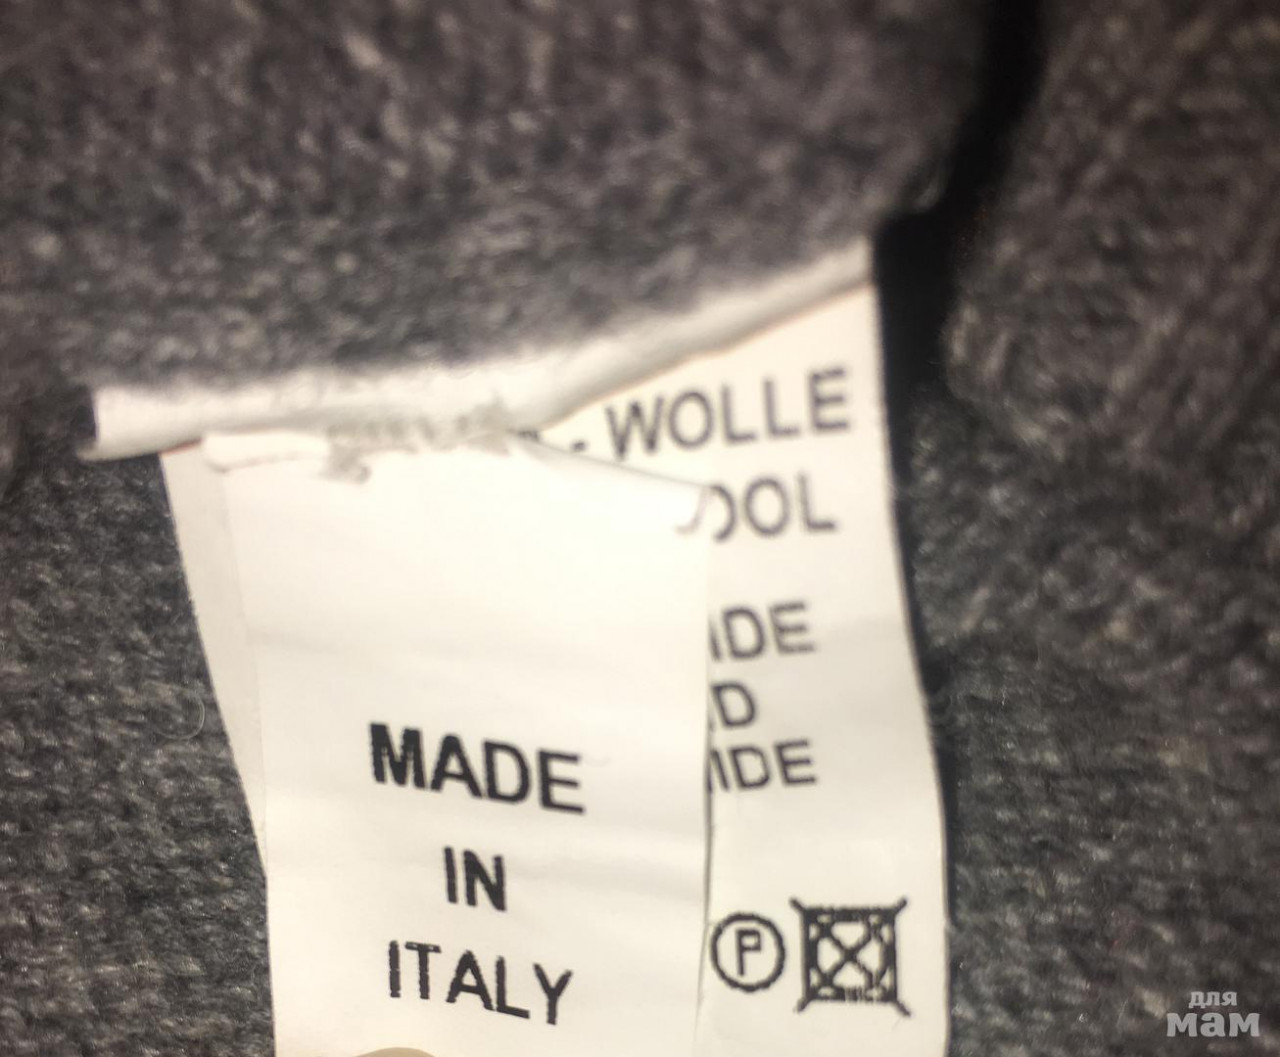 - WOLLE
OOL
IDE
D
IDE
MADE
IN
ITALY
P
для
мам